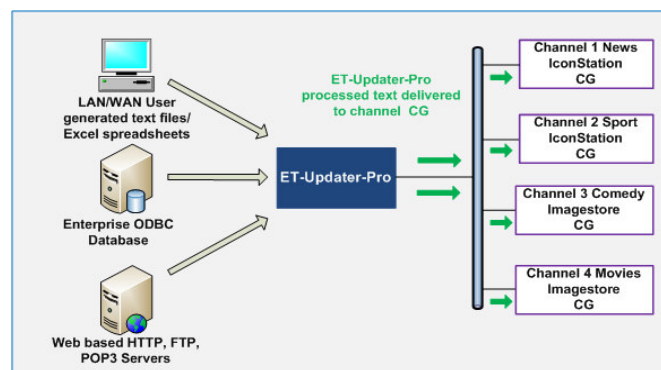 LAN/WAN User
generated text files/
Excel spreadsheets
Enterprise ODBC
Database
Web based HTTP, FTP,
POP3 Servers
ET-Updater-Pro
ET-Updater-Pro
processed text delivered
to channel CG
Channel 1 News
IconStation
CG
Channel 2 Sport
IconStation
CG
Channel 3 Comedy
Imagestore
CG
Channel 4 Movies
Imagestore
CG